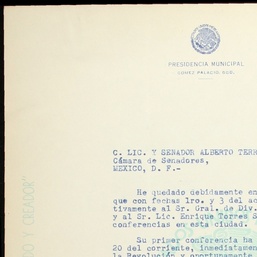 PRESIDENCIA MUNICIPAL
GOMEZ PALACIO, DGO.
C. LIC. Y SENADOR ALBERTO TERR
Cámara de Senadores,
MEXICO, D. F.-
He quedado debidamente en
que con fechas 1ro. y 3 del ac
tivamente al Sr. Gral. de Div.
y al Sr. Lic. Enrique Torres S
conferencias en esta ciudad.
Su primer conferencia ha
20 del corriente, inmediatamen
la Revolución y oportunamente
O Y CREADOR"